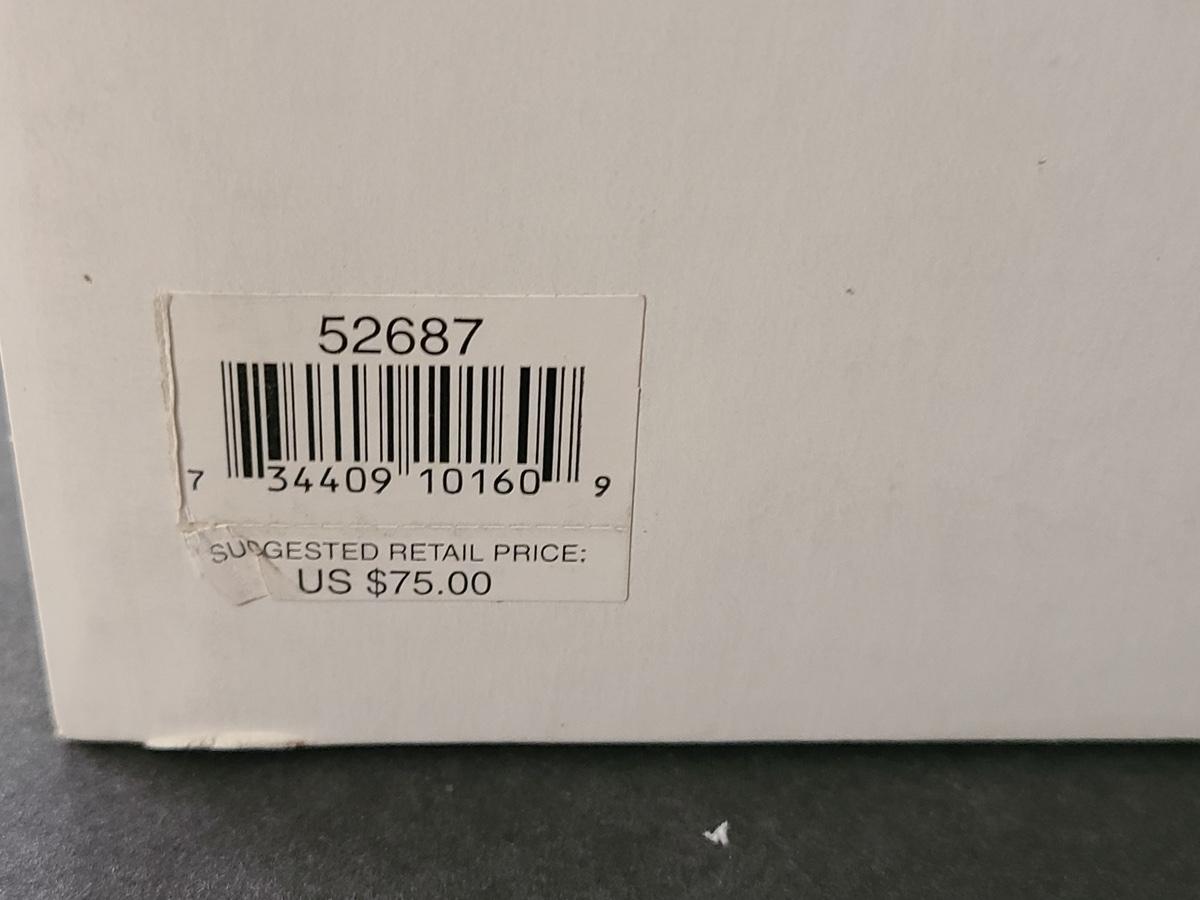 52687
7 34409 10160 9
SUGGESTED RETAIL PRICE:
US $75.00